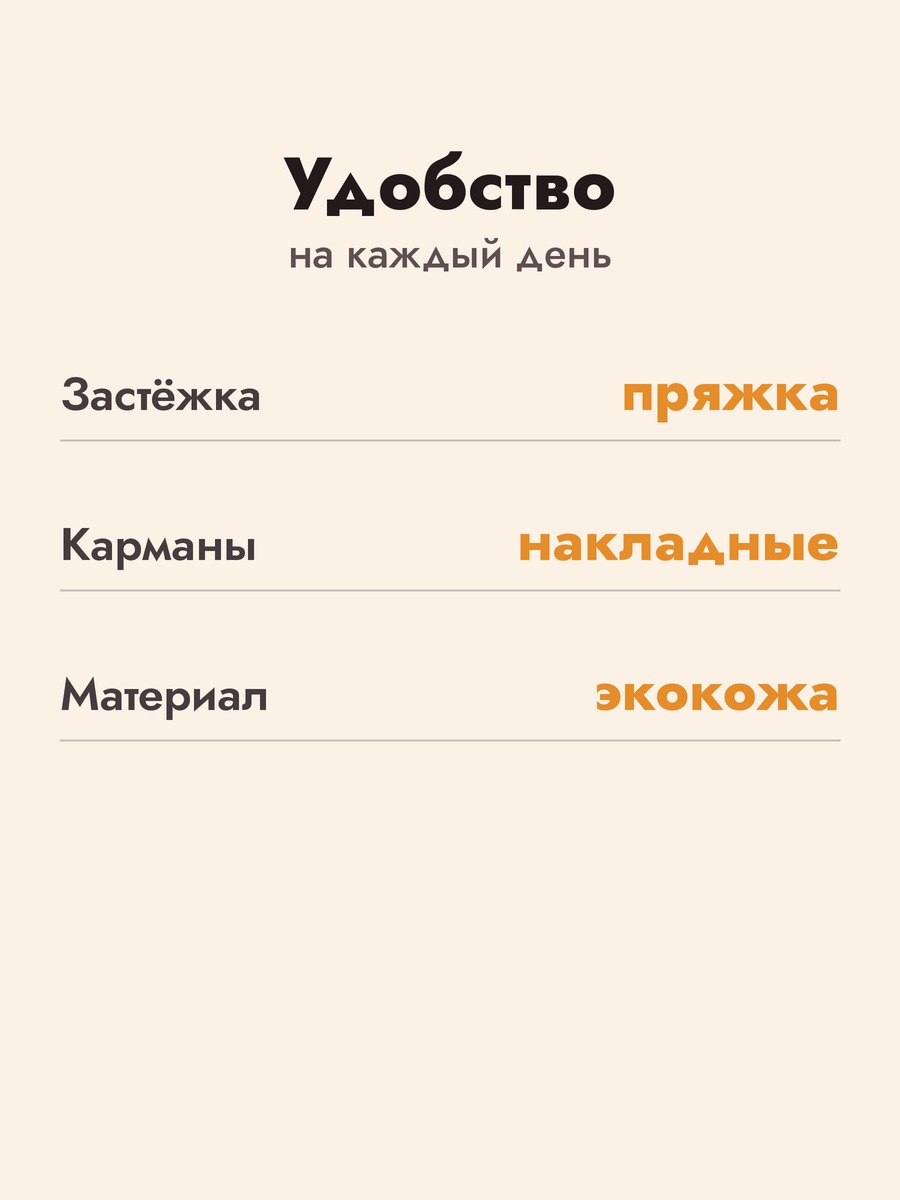 Удобство
на каждый день
Застёжка пряжка
Карманы накладные
Материал экокожа